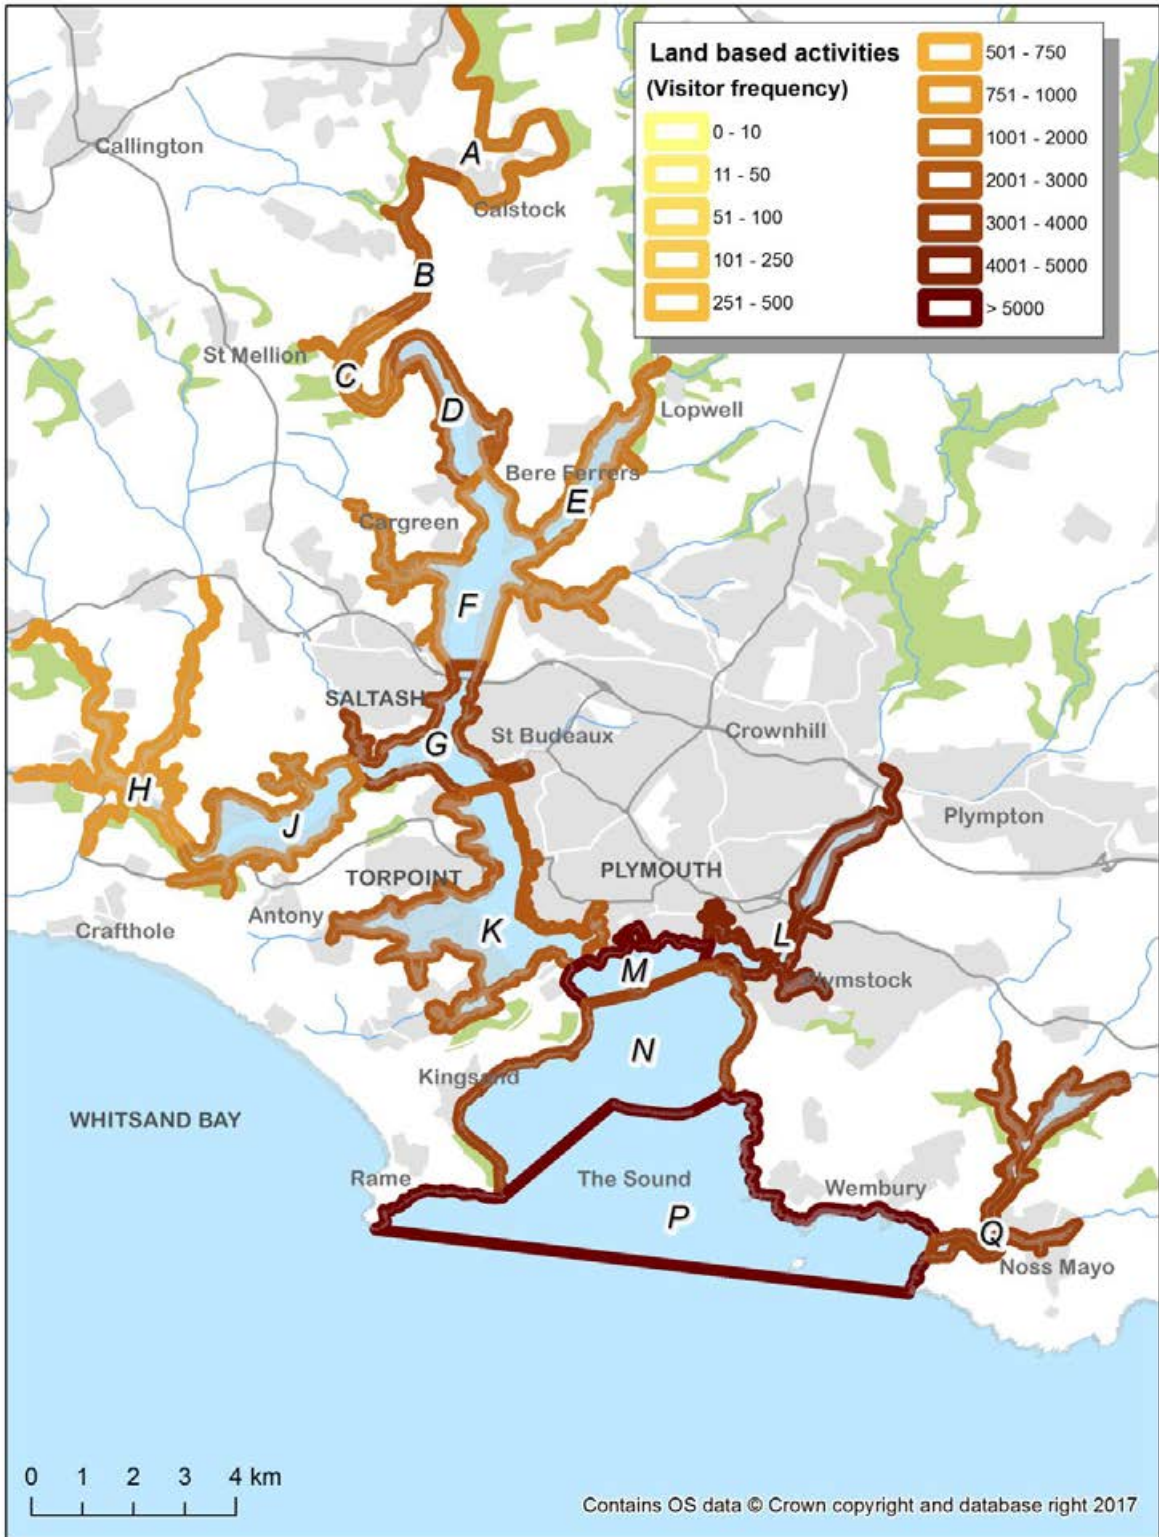 Land based activities
(Visitor frequency)
0 - 10
11 - 50
51 - 100
101 - 250
251 - 500
501 - 750
751 - 1000
1001 - 2000
2001 - 3000
3001 - 4000
4001 - 5000
> 5000
Callington
A
Calstock
B
St Mellion
C
D
Lopwell
Bere Ferrers
E
Cargreen
F
SALTASH
G
St Budeaux
Crownhill
H
J
Plympton
TORPOINT
PLYMOUTH
Antony
Crafthole
K
L
M
Plymstock
N
Kingsand
WHITSAND BAY
Rame
The Sound
Wembury
P
Q
Noss Mayo
0 1 2 3 4 km
Contains OS data © Crown copyright and database right 2017